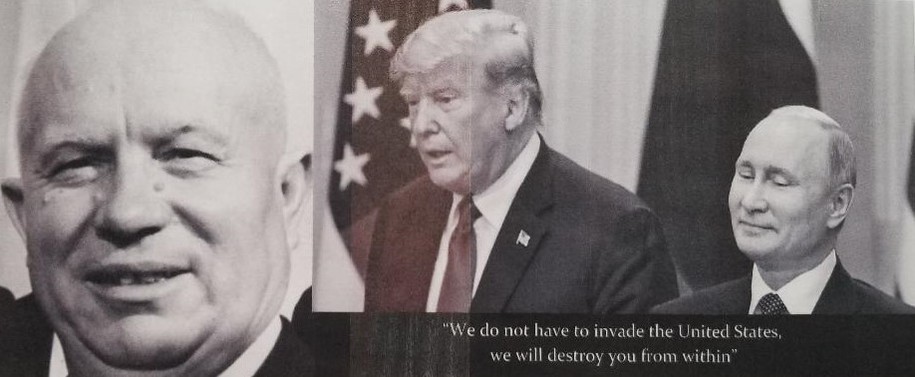 “We do not have to invade the United States,
we will destroy you from within”